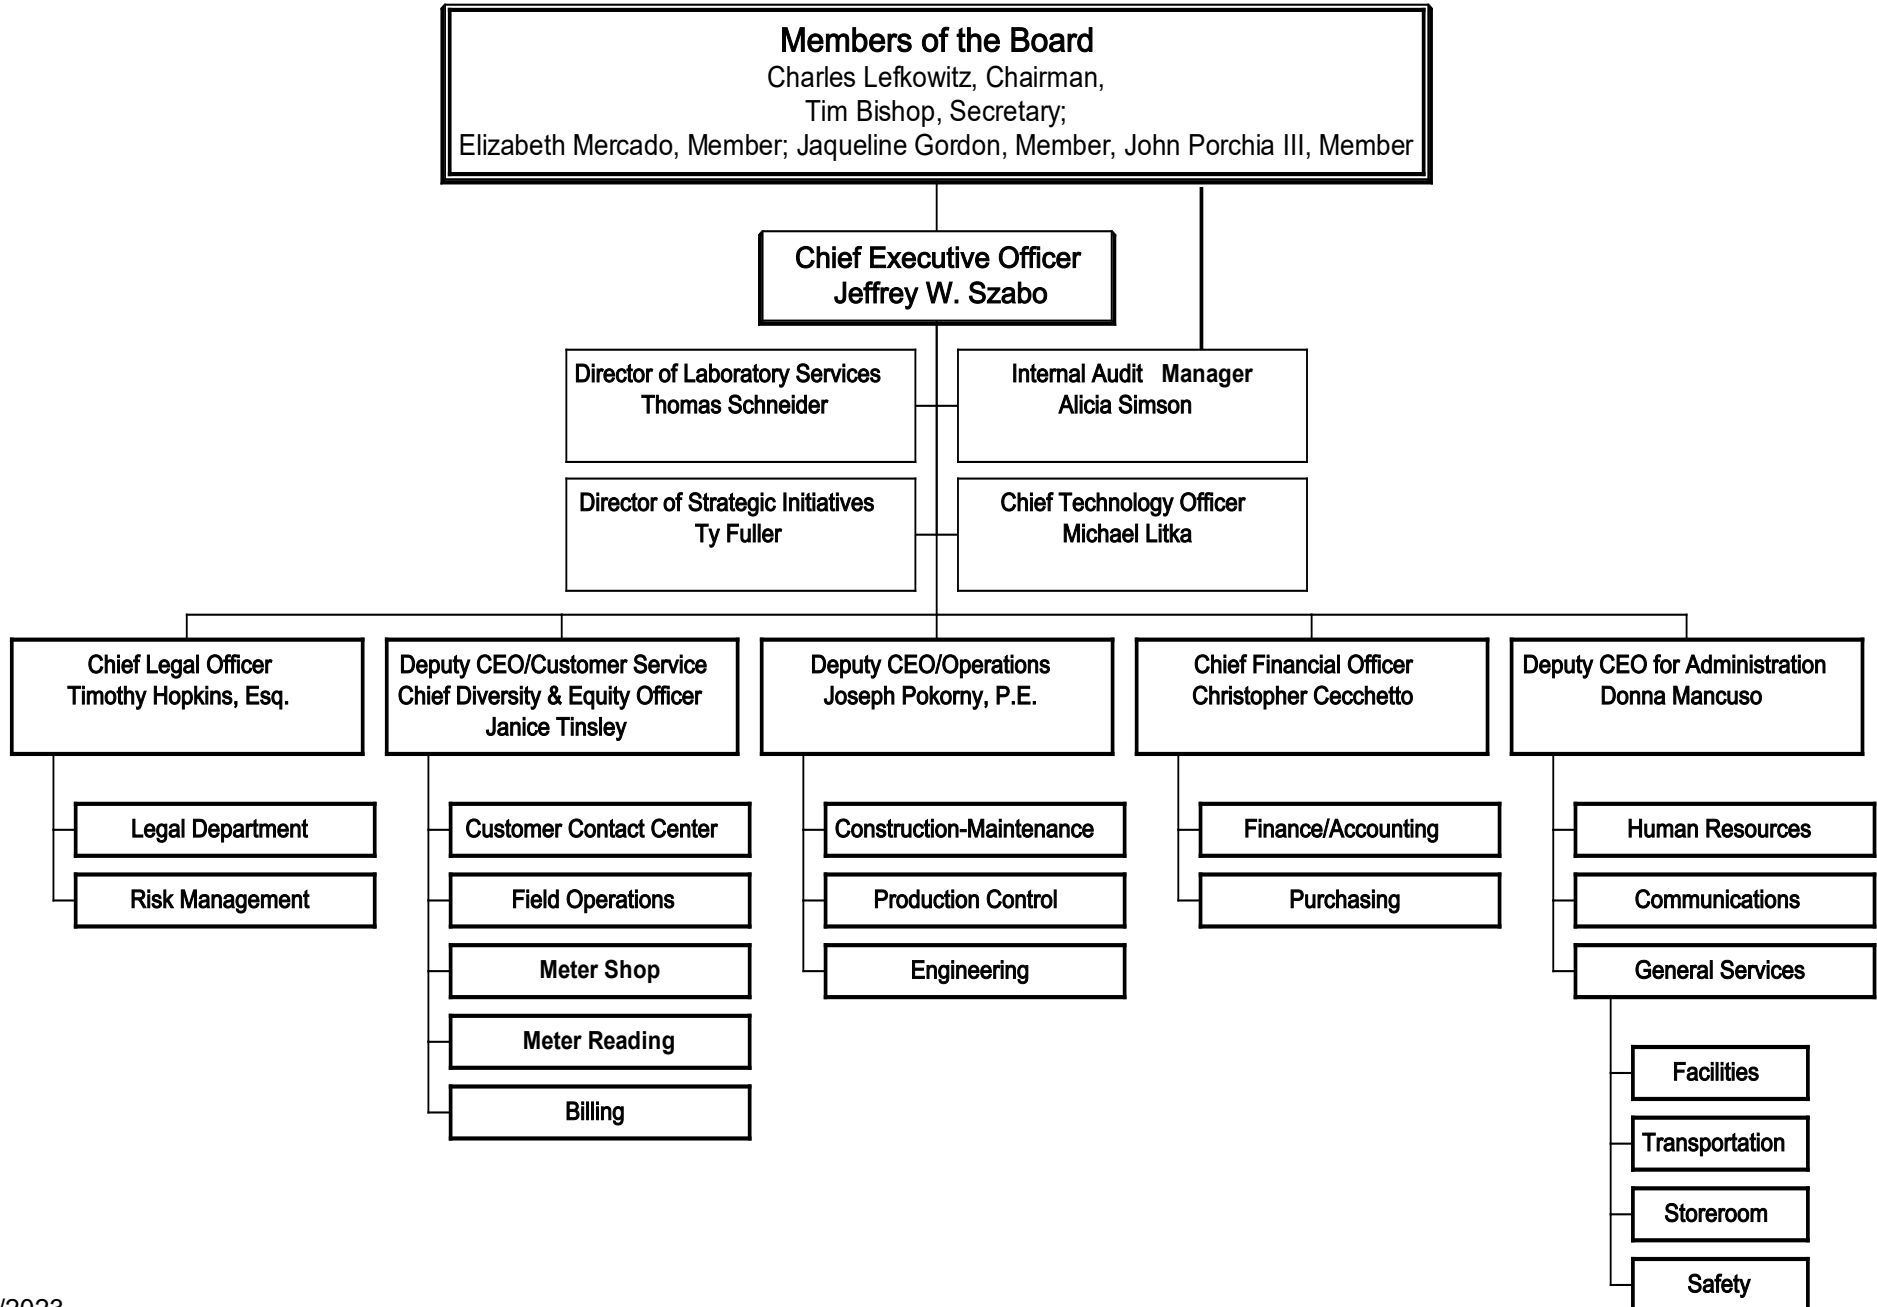 Members of the Board
Charles Lefkowitz, Chairman,
Tim Bishop, Secretary;
Elizabeth Mercado, Member; Jaqueline Gordon, Member, John Porchia III, Member
Chief Executive Officer
Jeffrey W. Szabo
Director of Laboratory Services
Thomas Schneider
Internal Audit Manager
Alicia Simson
Director of Strategic Initiatives
Ty Fuller
Chief Technology Officer
Michael Litka
Chief Legal Officer
Timothy Hopkins, Esq.
Legal Department
Risk Management
Deputy CEO/Customer Service
Chief Diversity & Equity Officer
Janice Tinsley
Customer Contact Center
Field Operations
Meter Shop
Meter Reading
Billing
Deputy CEO/Operations
Joseph Pokorny, P.E.
Construction-Maintenance
Production Control
Engineering
Chief Financial Officer
Christopher Cecchetto
Finance/Accounting
Purchasing
Deputy CEO for Administration
Donna Mancuso
Human Resources
Communications
General Services
Facilities
Transportation
Storeroom
Safety
/2023